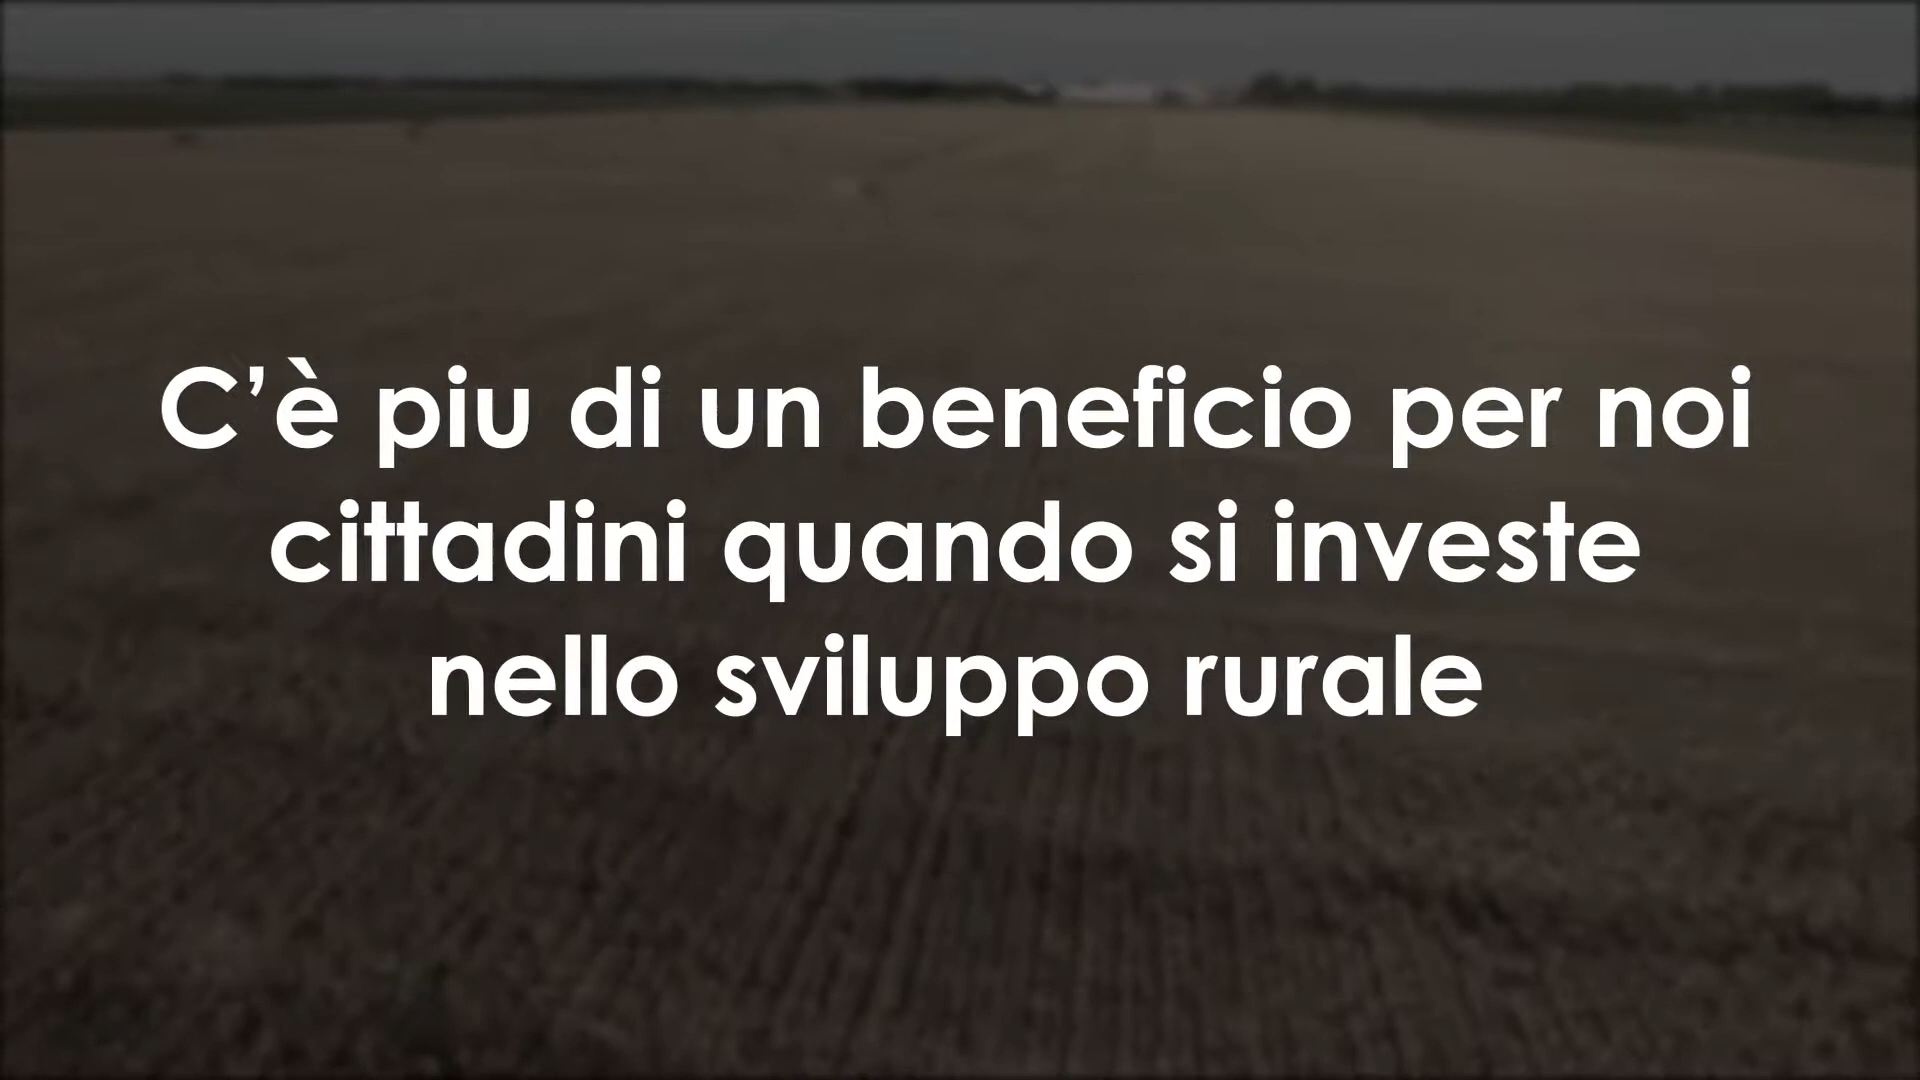 C’è piu di un beneficio per noi
cittadini quando si investe
nello sviluppo rurale